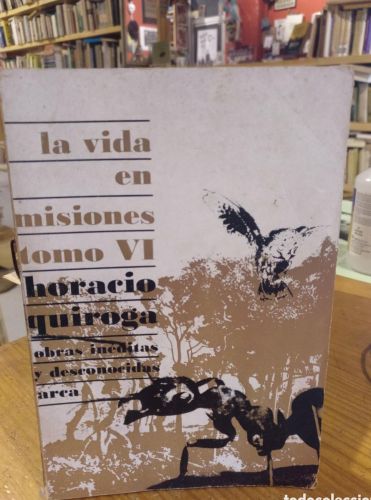 la vida
en
misiones
tomo VI
horacio
quiroga
obras inéditas
y desconocidas
arca